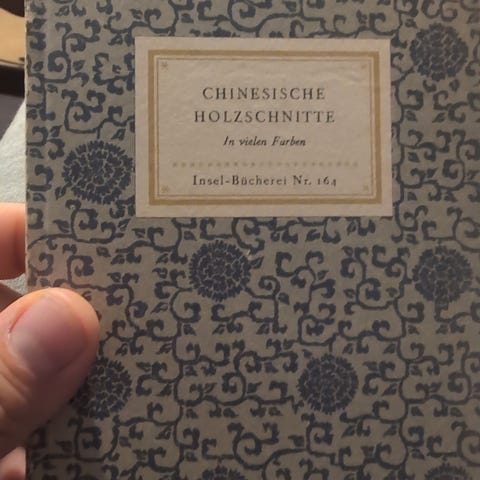 CHINESISCHE
HOLZSCHNITTE
In vielen Farben
Insel-Bücherei Nr. 164